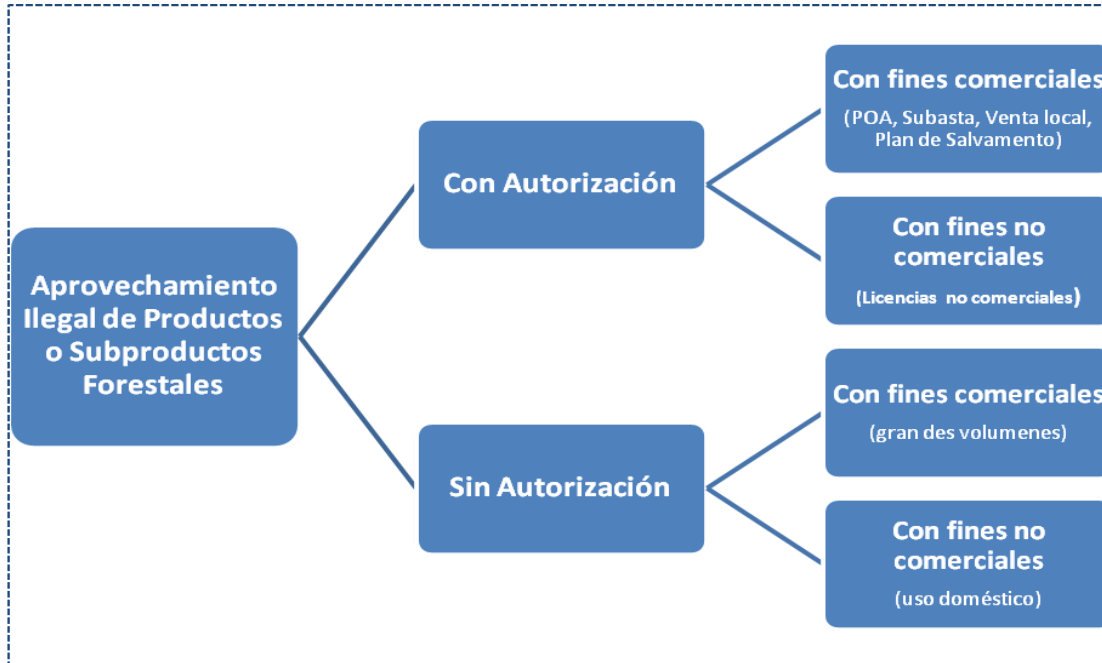 Aprovechamiento
Ilegal de Productos
o Subproductos
Forestales
Con Autorización
Con fines comerciales
(POA, Subasta, Venta local,
Plan de Salvamento)
Con fines no
comerciales
(Licencias no comerciales)
Sin Autorización
Con fines comerciales
(gran des volumenes)
Con fines no
comerciales
(uso doméstico)